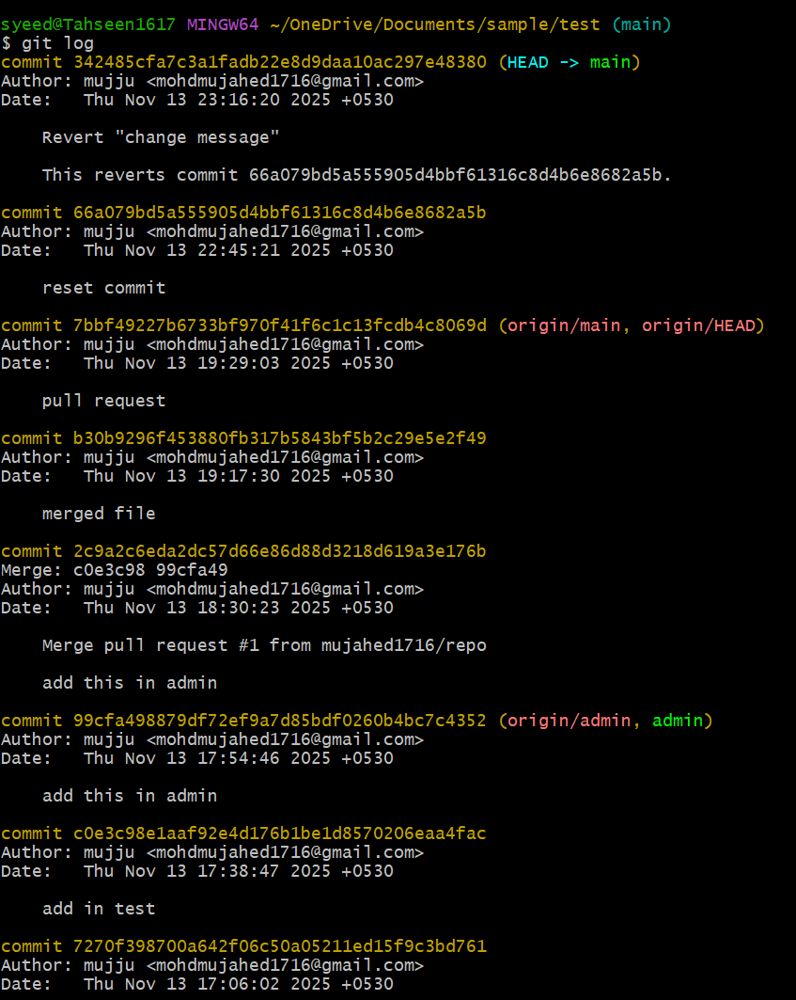 syeed@Tahseen1617 MINGW64 ~/OneDrive/Documents/sample/test (main)
$ git log
commit 342485cfa7c3a1fadb22e8d9daa10ac297e48380 (HEAD -> main)
Author: mujju <mohdmujahed1716@gmail.com>
Date:   Thu Nov 13 23:16:20 2025 +0530

    Revert "change message"

    This reverts commit 66a079bd5a555905d4bbf61316c8d4b6e8682a5b.

commit 66a079bd5a555905d4bbf61316c8d4b6e8682a5b
Author: mujju <mohdmujahed1716@gmail.com>
Date:   Thu Nov 13 22:45:21 2025 +0530

    reset commit

commit 7bbf49227b6733bf970f41f6c1c13fcdb4c8069d (origin/main, origin/HEAD)
Author: mujju <mohdmujahed1716@gmail.com>
Date:   Thu Nov 13 19:29:03 2025 +0530

    pull request

commit b30b9296f453880fb317b5843bf5b2c29e5e2f49
Author: mujju <mohdmujahed1716@gmail.com>
Date:   Thu Nov 13 19:17:30 2025 +0530

    merged file

commit 2c9a2c6eda2dc57d66e86d88d3218d619a3e176b
Merge: c0e3c98 99cfa49
Author: mujju <mohdmujahed1716@gmail.com>
Date:   Thu Nov 13 18:30:23 2025 +0530

    Merge pull request #1 from mujahed1716/repo

    add this in admin

commit 99cfa498879df72ef9a7d85bdf0260b4bc7c4352 (origin/admin, admin)
Author: mujju <mohdmujahed1716@gmail.com>
Date:   Thu Nov 13 17:54:46 2025 +0530

    add this in admin

commit c0e3c98e1aaf92e4d176b1be1d8570206eaa4fac
Author: mujju <mohdmujahed1716@gmail.com>
Date:   Thu Nov 13 17:38:47 2025 +0530

    add in test

commit 7270f398700a642f06c50a05211ed15f9c3bd761
Author: mujju <mohdmujahed1716@gmail.com>
Date:   Thu Nov 13 17:06:02 2025 +0530